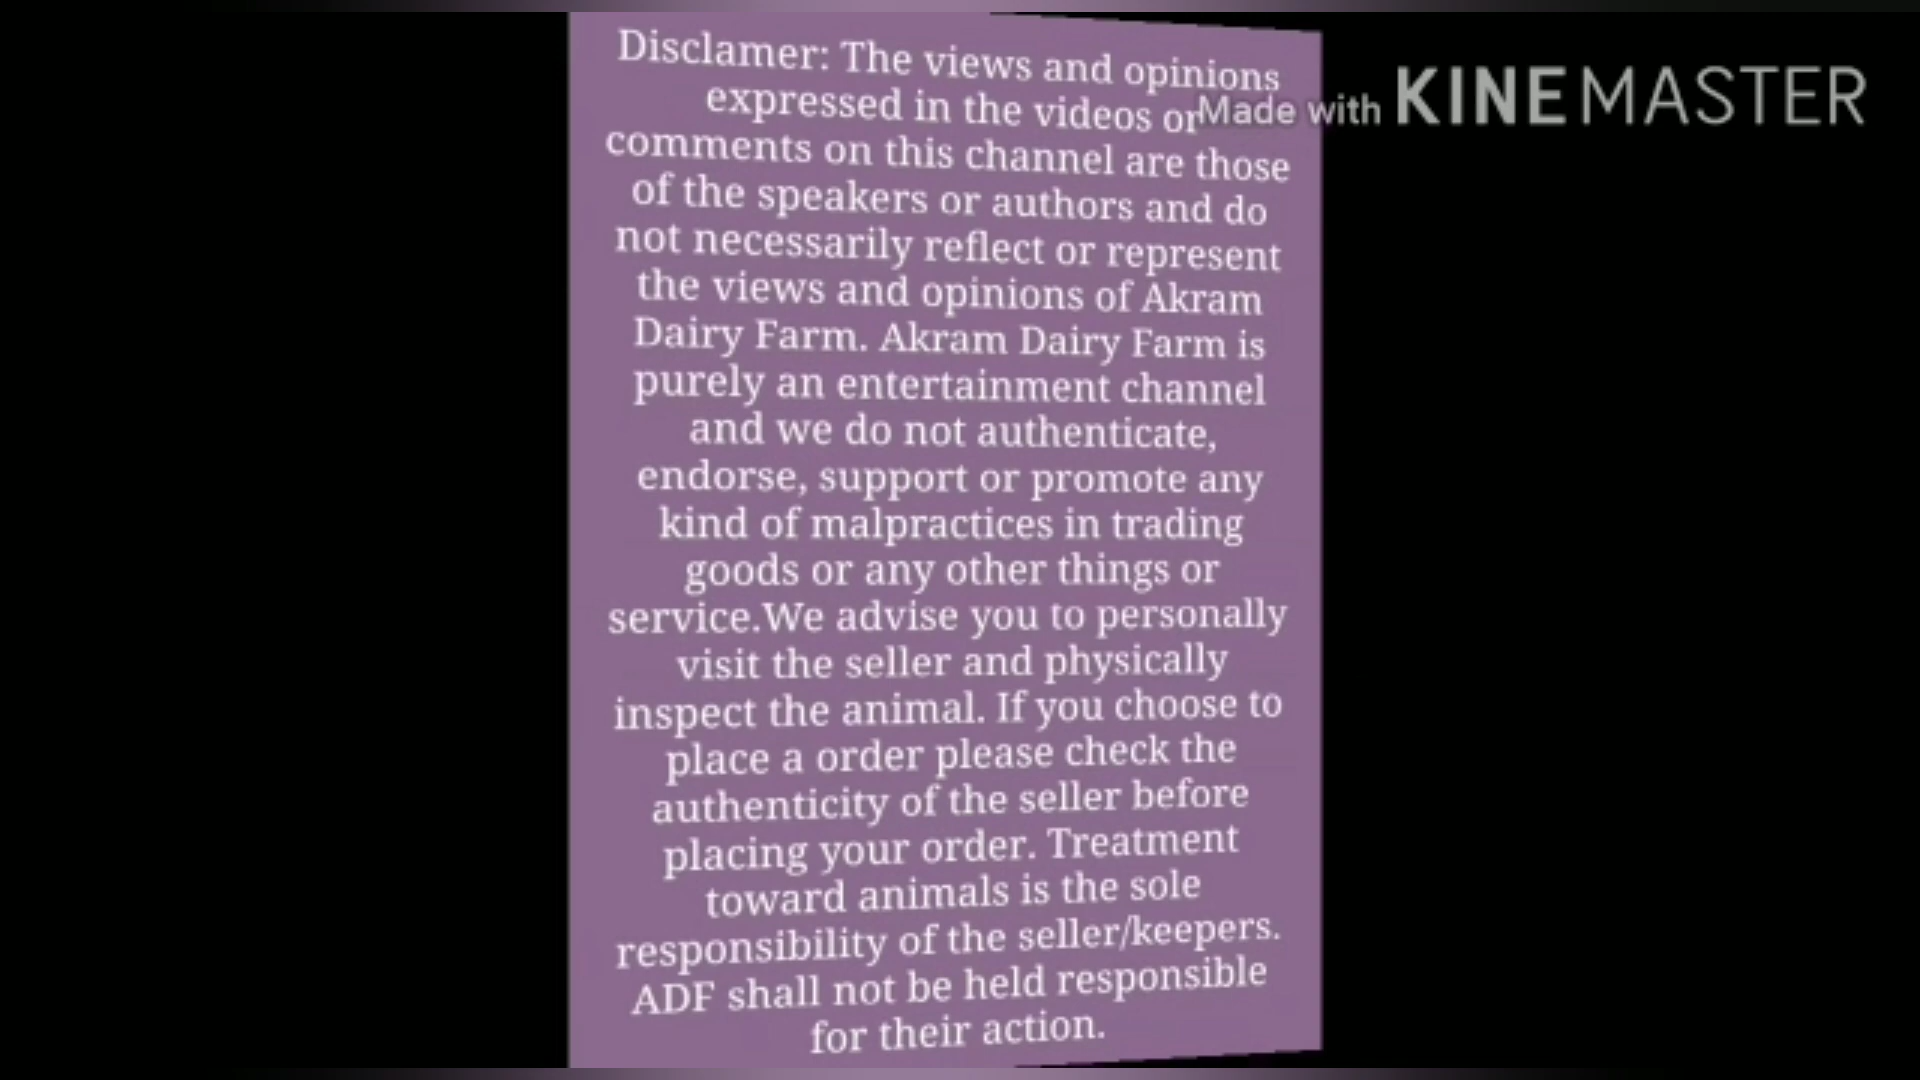 Disclamer: The views and opinions
expressed in the videos or
Made with KINEMASTER
comments on this channel are those
of the speakers or authors and do
not necessarily reflect or represent
the views and opinions of Akram
Dairy Farm. Akram Dairy Farm is
purely an entertainment channel
and we do not authenticate,
endorse, support or promote any
kind of malpractices in trading
goods or any other things or
service.We advise you to personally
visit the seller and physically
inspect the animal. If you choose to
place a order please check the
authenticity of the seller before
placing your order. Treatment
toward animals is the sole
responsibility of the seller/keepers.
ADF shall not be held responsible
for their action.